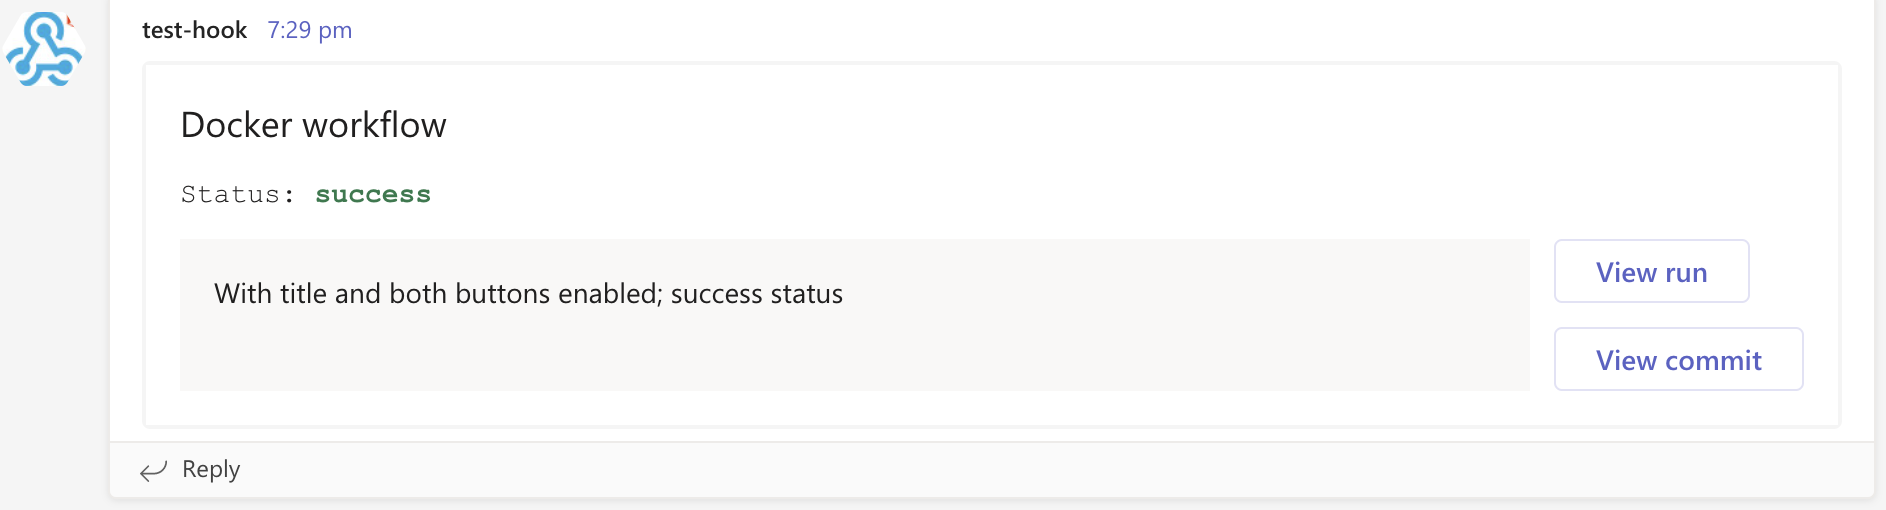 test-hook 7:29 pm
Docker workflow
Status: success
With title and both buttons enabled; success status
View run
View commit
Reply